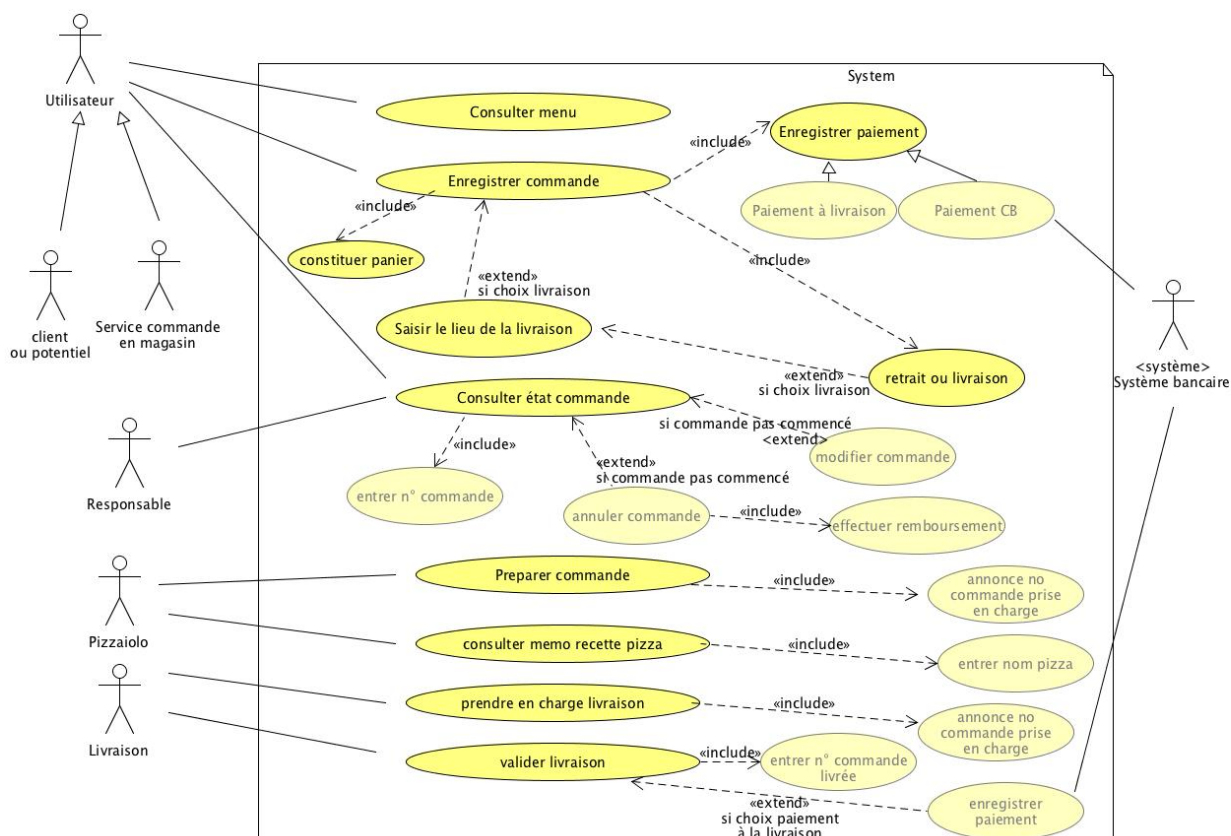 System
Utilisateur
Consulter menu
Enregistrer paiement
«include»
Enregistrer commande
«include»
Paiement à livraison
Paiement CB
constituer panier
«include»
«extend»
si choix livraison
client
ou potentiel
Service commande
en magasin
Saisir le lieu de la livraison
<système>
Système bancaire
«extend»
si choix livraison
retrait ou livraison
Consulter état commande
si commande pas commencé
<extend>
modifier commande
«include»
Responsable
«extend»
si commande pas commencé
entrer n° commande
annuler commande
«include»
effectuer remboursement
Preparer commande
«include»
annonce no
commande prise
en charge
Pizzaiolo
consulter memo recette pizza
«include»
entrer nom pizza
prendre en charge livraison
«include»
annonce no
commande prise
en charge
Livraison
valider livraison
«include»
entrer n° commande
livrée
«extend»
si choix paiement
à la livraison
enregistrer
paiement